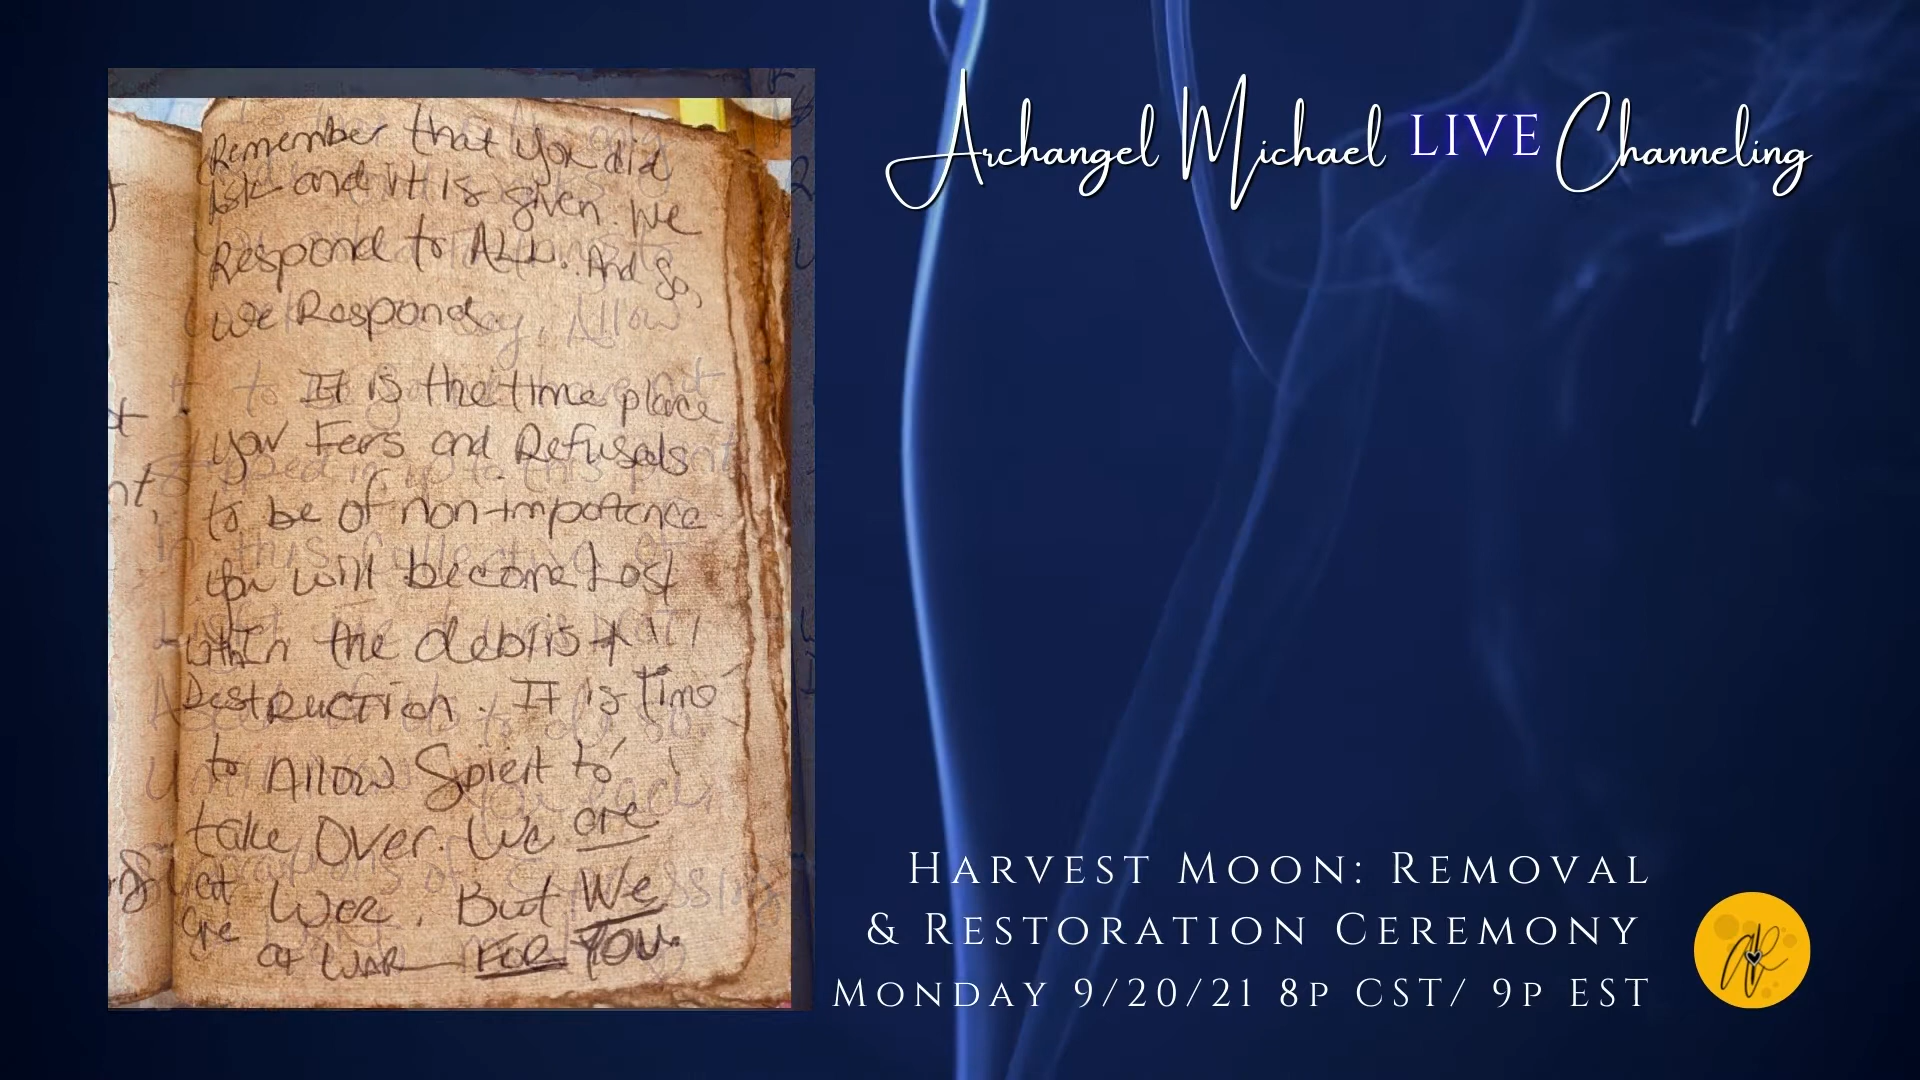 Archangel Michael LIVE Channeling
Remember that you did
Ask and it is given. We
Respond to ALL. And So,
we Respond
It is the time place
your Fers and Refusals
to be of non-importance
you will become Lost
within the debris +
Destruction. IT is Time
to Allow Spirit to
take Over. We are
at War. But We
are at WAR FOR YOU.
Harvest Moon: Removal
& Restoration Ceremony
Monday 9/20/21 8p CST/ 9p EST